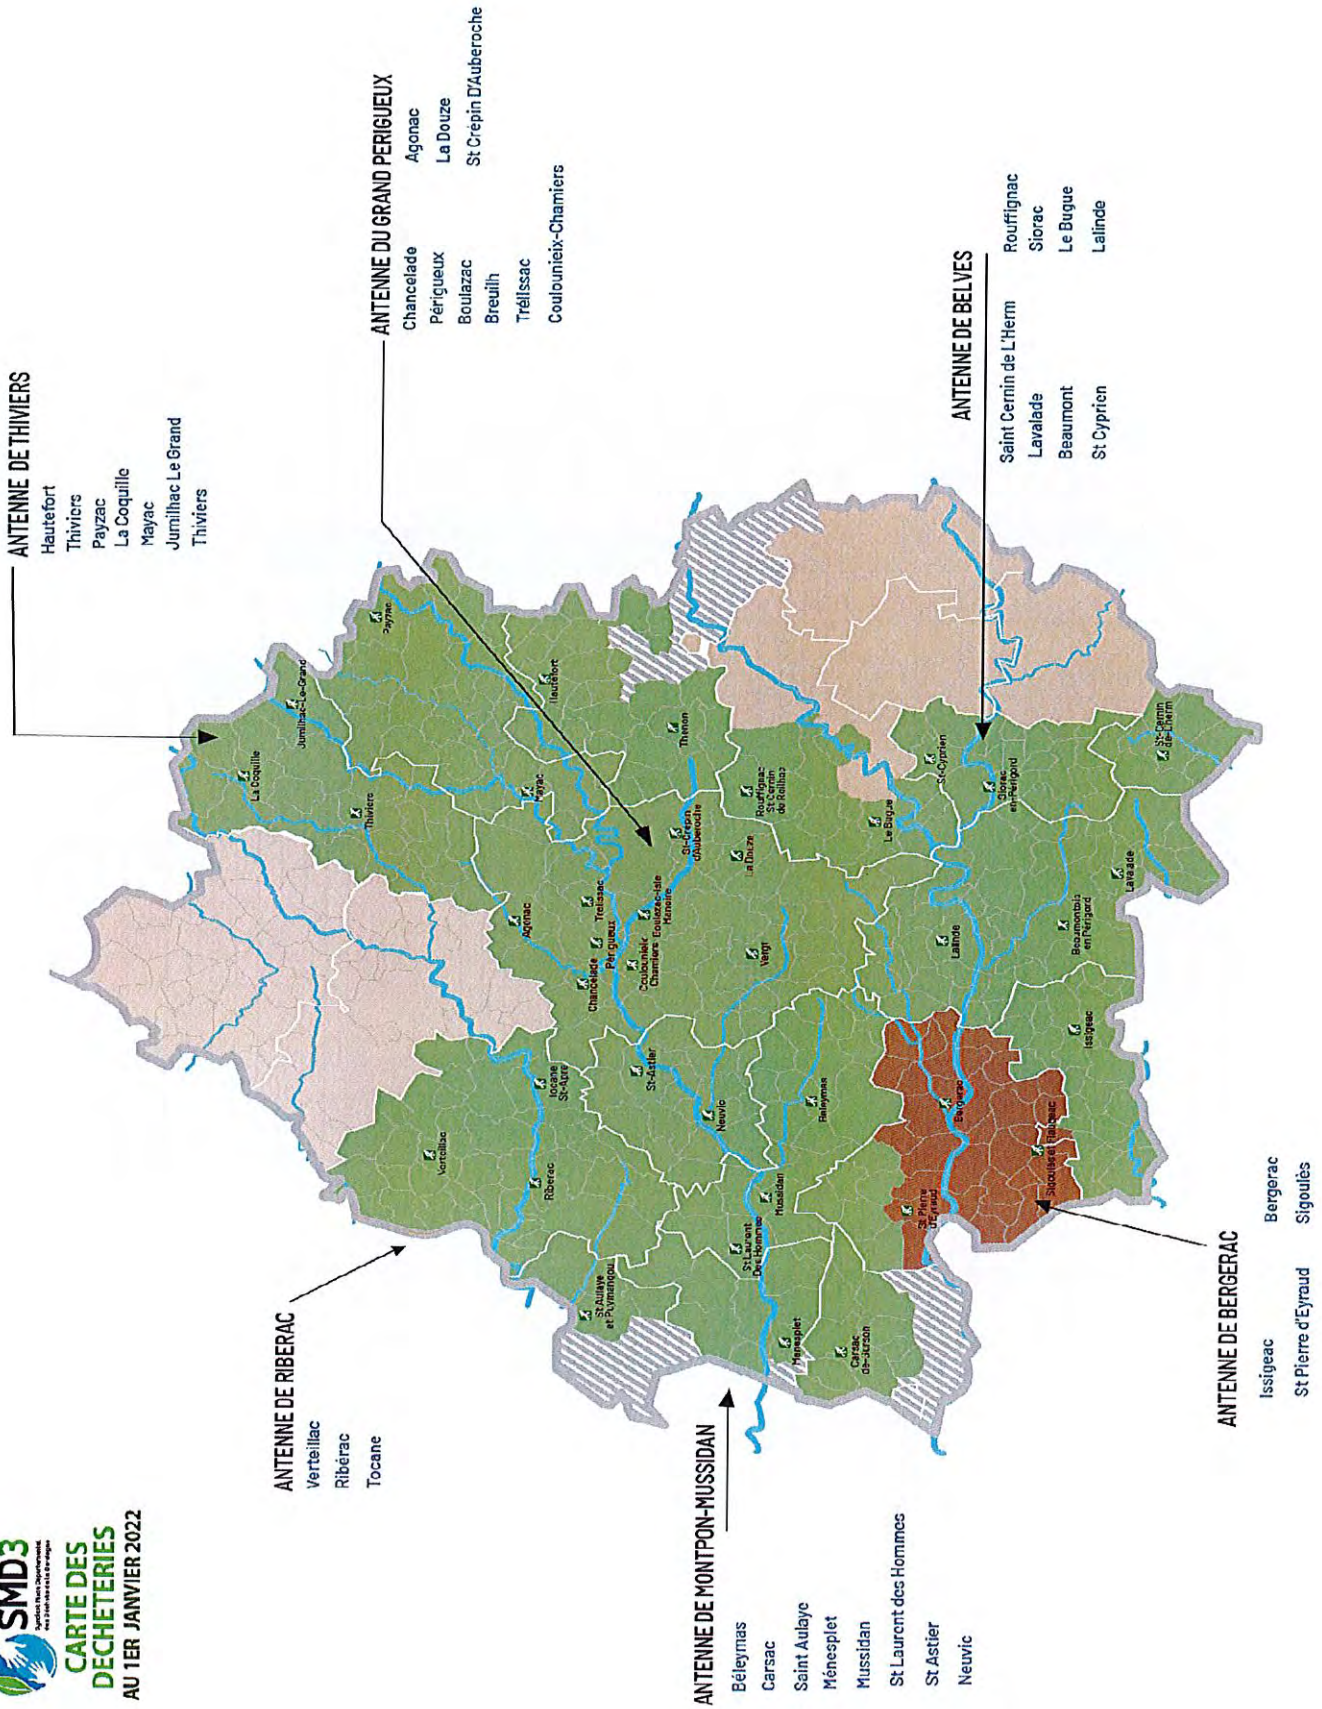 SMD3
CARTE DES
DECHETERIES
AU 1ER JANVIER 2022
ANTENNE DE THIVIERS
Hautefort
Thiviers
Payzac
La Coquille
Mayac
Jumilhac Le Grand
Thiviers
ANTENNE DU GRAND PERIGUEUX
Chancelade
Périgueux
Boulazac
Breuilh
Trélissac
Coulounieix-Chamiers
Agonac
La Douze
St Crépin D'Auberoche
ANTENNE DE BELVES
Saint Cernin de L'Herm
Lavalade
Beaumont
St Cyprien
Rouffignac
Siorac
Le Bugue
Lalinde
ANTENNE DE RIBERAC
Verteillac
Ribérac
Tocane
ANTENNE DE MONTPON-MUSSIDAN
Béleymas
Carsac
Saint Aulaye
Ménesplet
Mussidan
St Laurent des Hommes
St Astier
Neuvic
ANTENNE DE BERGERAC
Issigeac
St Pierre d'Eyraud
Bergerac
Sigoulès
La Coquille
Jumilhac-Le-Grand
Payzac
Thiviers
Hautefort
Mayac
Thenon
Agonac
Trelissac
Périgueux
Chancelade
Coulounieix
Chamiers
Boulazac-Isle
Manoire
St-Crépin
d'Auberoche
La Douze
Rouffignac
St Cernin
de Reilhac
Vergt
Verteillac
Riberac
Tocane
St-Apre
St Aulaye
et Puymangou
St-Astier
Neuvic
Beleymas
Mussidan
St Laurent
Des Hommes
Menesplet
Carsac
de-Gurson
St Pierre
D'Eyraud
Bergerac
Issigeac
Lalinde
Le Bugue
St-Cyprien
Siorac
en-Périgord
Beaumontois
en Périgord
Lavalade
St-Cernin
de-L'herm